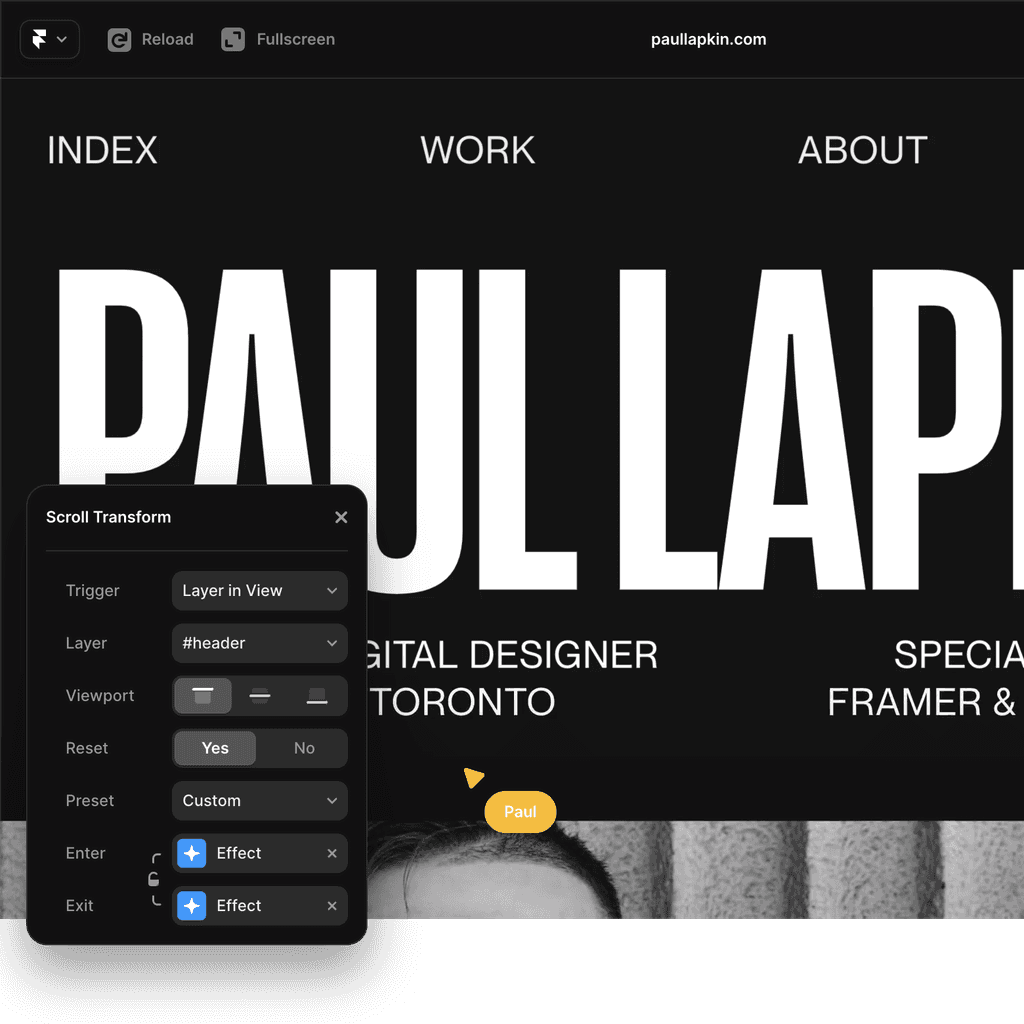 Reload Fullscreen paullapkin.com
INDEX WORK ABOUT
PAUL LAP
Scroll Transform
Trigger Layer in View
Layer #header
GITAL DESIGNER SPECIA
Viewport
TORONTO FRAMER &
Reset Yes No
Preset Custom
Paul
Enter Effect
Exit Effect